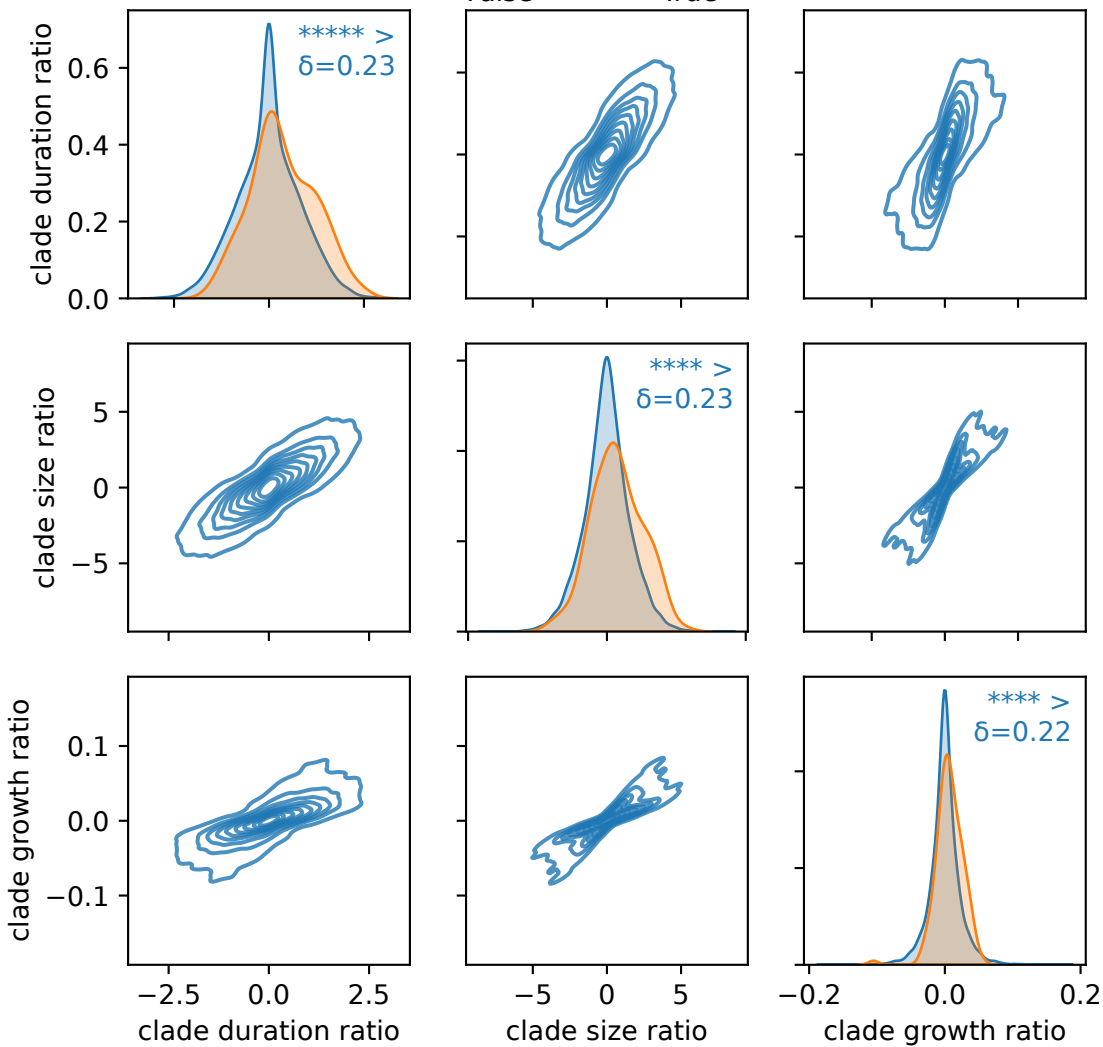 clade duration ratio
0.6
0.4
0.2
0.0
***** >
δ=0.23
clade size ratio
5
0
−5
**** >
δ=0.23
clade growth ratio
0.1
0.0
−0.1
**** >
δ=0.22
−2.5 0.0 2.5
−5 0 5
−0.2 0.0 0.2
clade duration ratio
clade size ratio
clade growth ratio